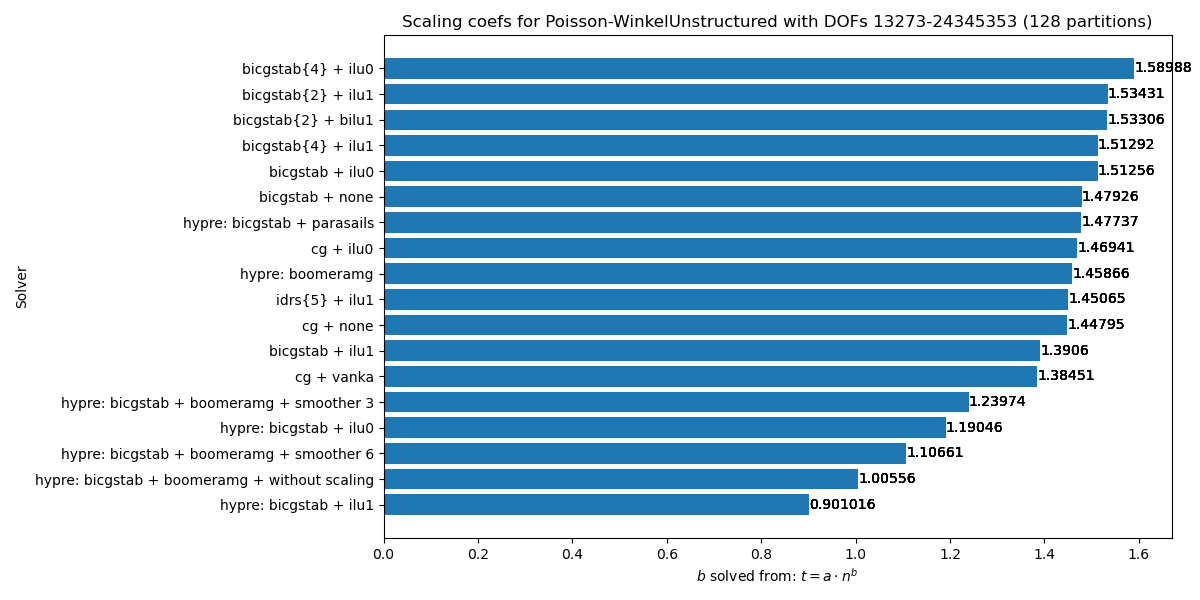 Scaling coefs for Poisson-WinkelUnstructured with DOFs 13273-24345353 (128 partitions)
Solver
bicgstab{4} + ilu0 1.58988
bicgstab{2} + ilu1 1.53431
bicgstab{2} + bilu1 1.53306
bicgstab{4} + ilu1 1.51292
bicgstab + ilu0 1.51256
bicgstab + none 1.47926
hypre: bicgstab + parasails 1.47737
cg + ilu0 1.46941
hypre: boomeramg 1.45866
idrs{5} + ilu1 1.45065
cg + none 1.44795
bicgstab + ilu1 1.3906
cg + vanka 1.38451
hypre: bicgstab + boomeramg + smoother 3 1.23974
hypre: bicgstab + ilu0 1.19046
hypre: bicgstab + boomeramg + smoother 6 1.10661
hypre: bicgstab + boomeramg + without scaling 1.00556
hypre: bicgstab + ilu1 0.901016
0.0 0.2 0.4 0.6 0.8 1.0 1.2 1.4 1.6
b solved from: t = a · n^b